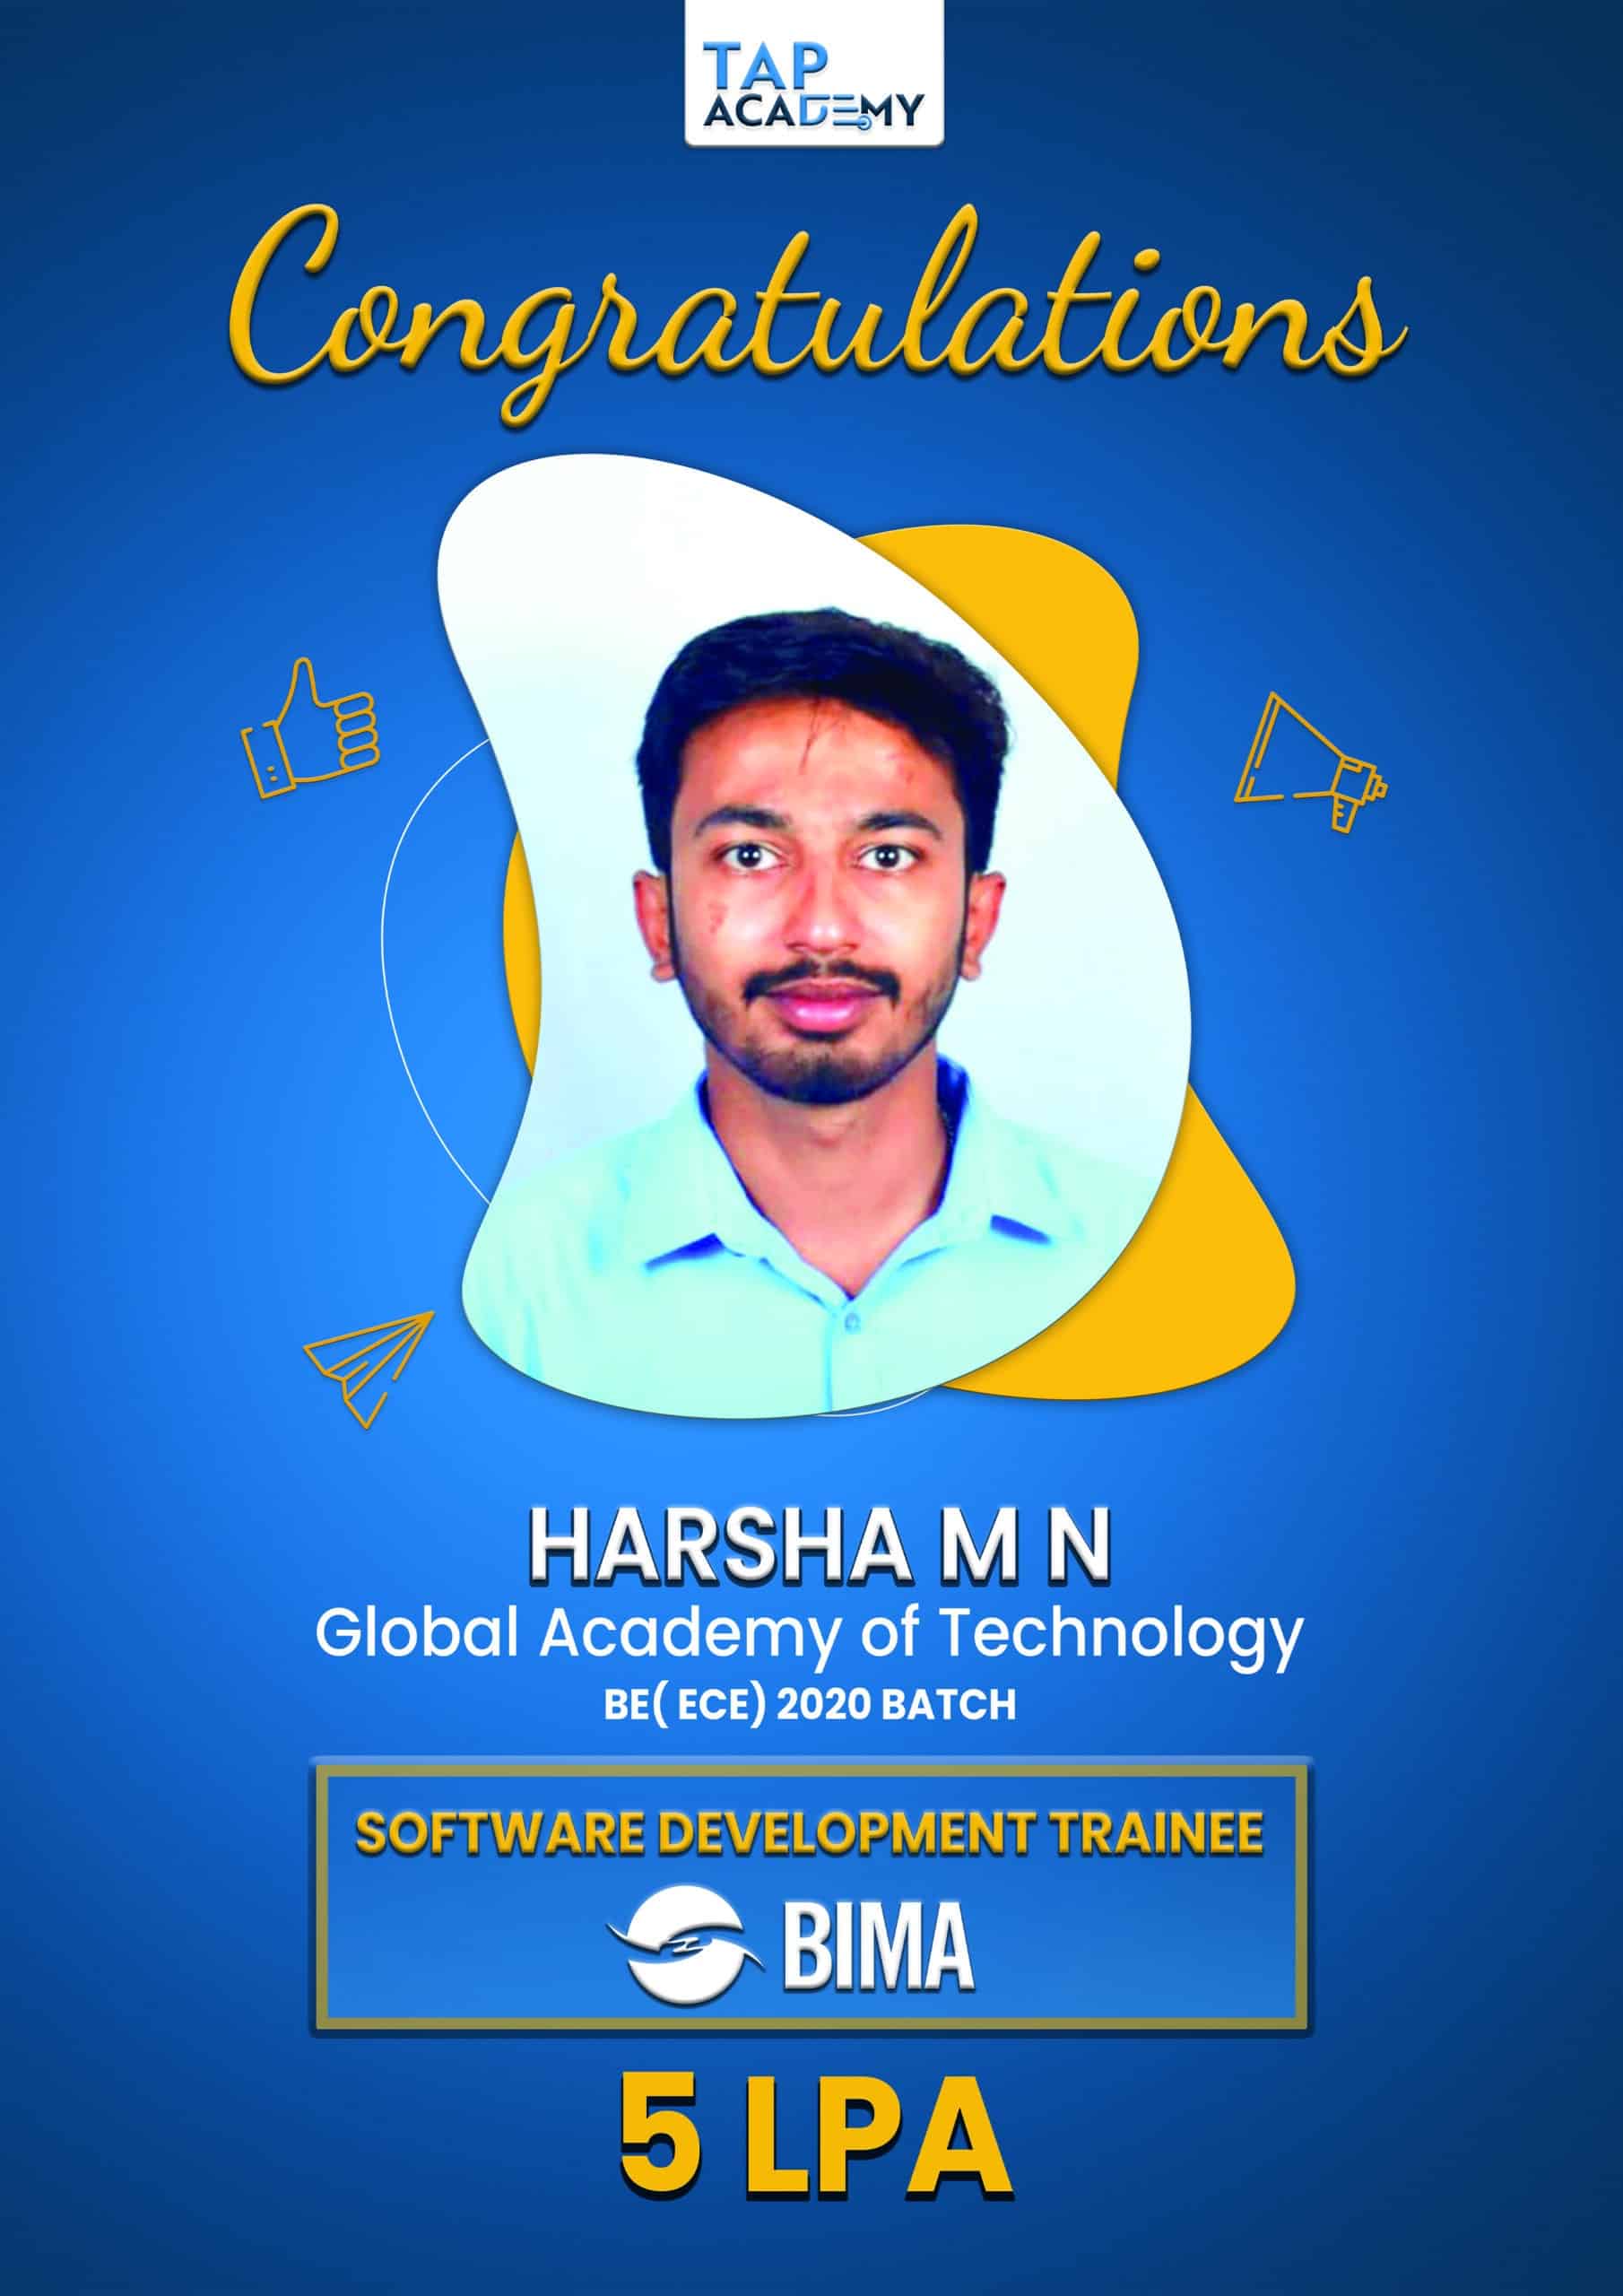 TAP
ACADEMY
Congratulations
HARSHA M N
Global Academy of Technology
BE( ECE) 2020 BATCH
SOFTWARE DEVELOPMENT TRAINEE
BIMA
5 LPA